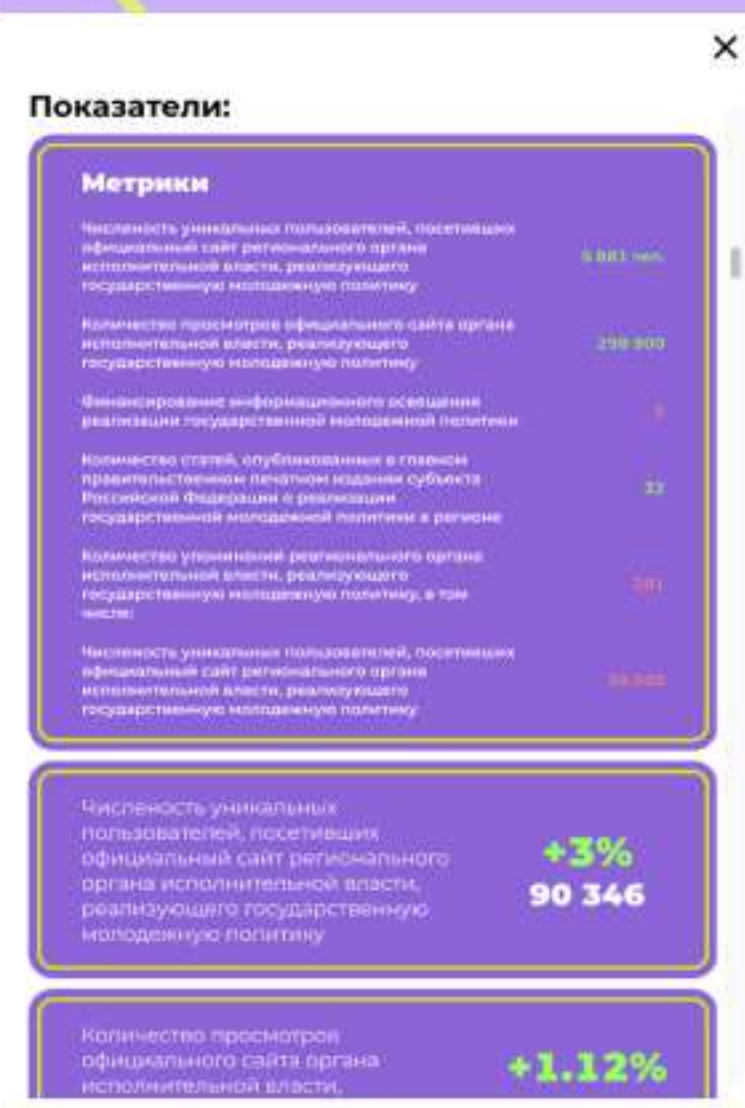 Показатели:
Метрики
Численость уникальных пользователей, посетивших
официальный сайт регионального органа
исполнительной власти, реализующего
государственную молодежную политику
Количество просмотров официального сайта органа
исполнительной власти, реализующего
государственную молодежную политику
Финансирование информационного освещения
реализации государственной молодежной политики
Количество статей, опубликованных в главном
правительственном печатном издании субъекта
Российской Федерации о реализации
государственной молодежной политики в регионе
33
Количество упоминаний регионального органа
исполнительной власти, реализующего
государственную молодежную политику, в том
числе:
Численость уникальных пользователей, посетивших
официальный сайт регионального органа
исполнительной власти, реализующего
государственную молодежную политику
Численость уникальных
пользователей, посетивших
официальный сайт регионального
органа исполнительной власти,
реализующего государственную
молодежную политику
+3%
90 346
Количество просмотров
официального сайта органа
исполнительной власти,
+1.12%